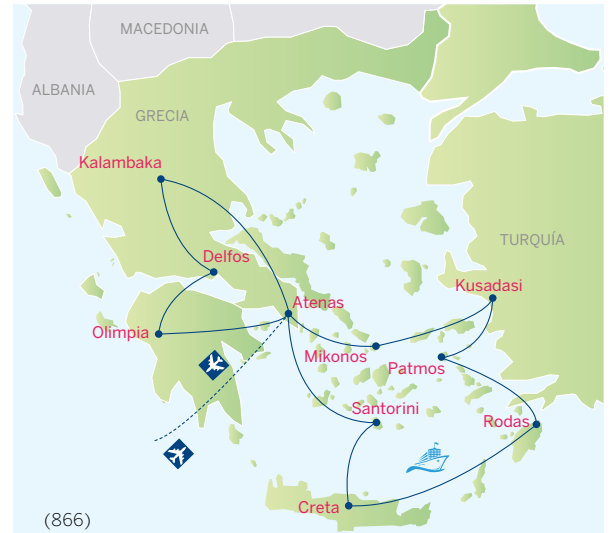 MACEDONIA
ALBANIA
GRECIA
Kalambaka
TURQUÍA
Delfos
Kusadasi
Atenas
Olimpia
Mikonos
Patmos
Santorini
Rodas
Creta
(866)